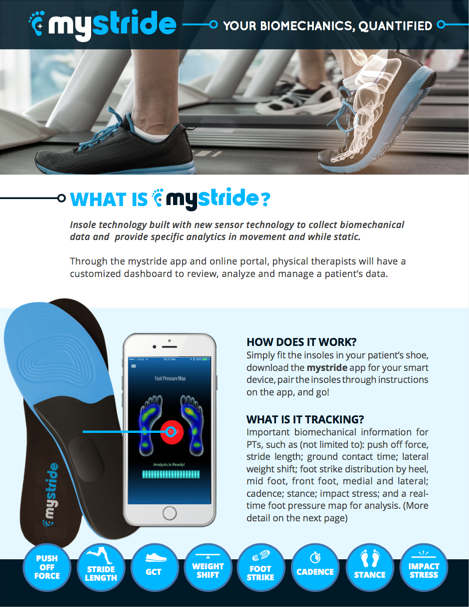 mystride YOUR BIOMECHANICS, QUANTIFIED
WHAT IS mystride?
Insole technology built with new sensor technology to collect biomechanical
data and provide specific analytics in movement and while static.
Through the mystride app and online portal, physical therapists will have a
customized dashboard to review, analyze and manage a patient's data.
HOW DOES IT WORK?
Simply fit the insoles in your patient's shoe,
download the mystride app for your smart
device, pair the insoles through instructions
on the app, and go!
WHAT IS IT TRACKING?
Important biomechanical information for
PTs, such as (not limited to): push off force,
stride length; ground contact time; lateral
weight shift; foot strike distribution by heel,
mid foot, front foot, medial and lateral;
cadence; stance; impact stress; and a real-
time foot pressure map for analysis. (More
detail on the next page)
mystride
Foot Pressure Map
Analysis is Ready!
PUSH
OFF
FORCE
STRIDE
LENGTH
GCT
WEIGHT
SHIFT
FOOT
STRIKE
CADENCE
STANCE
IMPACT
STRESS